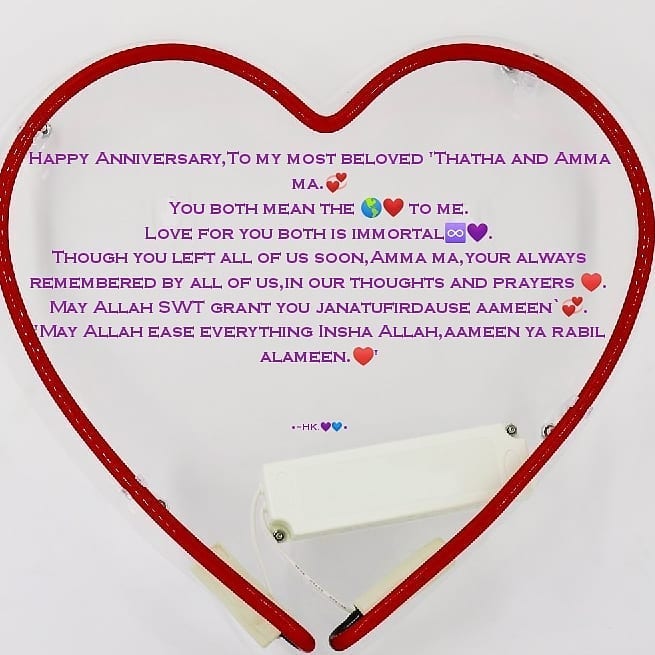 Happy Anniversary,To my most beloved 'Thatha and Amma
ma.💞
You both mean the 🌎❤️ to me.
Love for you both is immortal♾️💜.
Though you left all of us soon,Amma ma,your always
remembered by all of us,in our thoughts and prayers ♥️.
May Allah SWT grant you janatufirdause aameen`💞.
'May Allah ease everything Insha Allah,aameen ya rabil
alameen.♥️'
•~hk.💜💙•